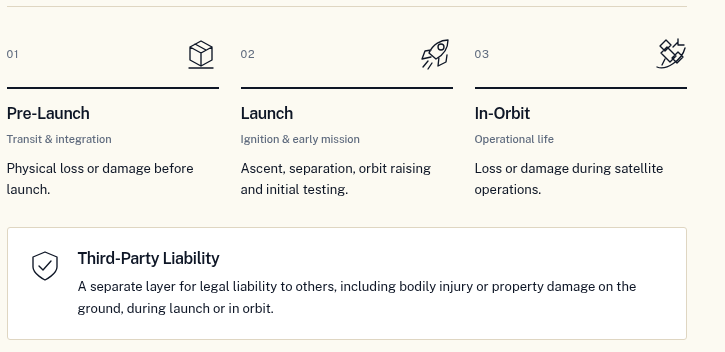 01
02
03
Pre-Launch
Launch
In-Orbit
Transit & integration
Ignition & early mission
Operational life
Physical loss or damage before
launch.
Ascent, separation, orbit raising
and initial testing.
Loss or damage during satellite
operations.
Third-Party Liability
A separate layer for legal liability to others, including bodily injury or property damage on the
ground, during launch or in orbit.